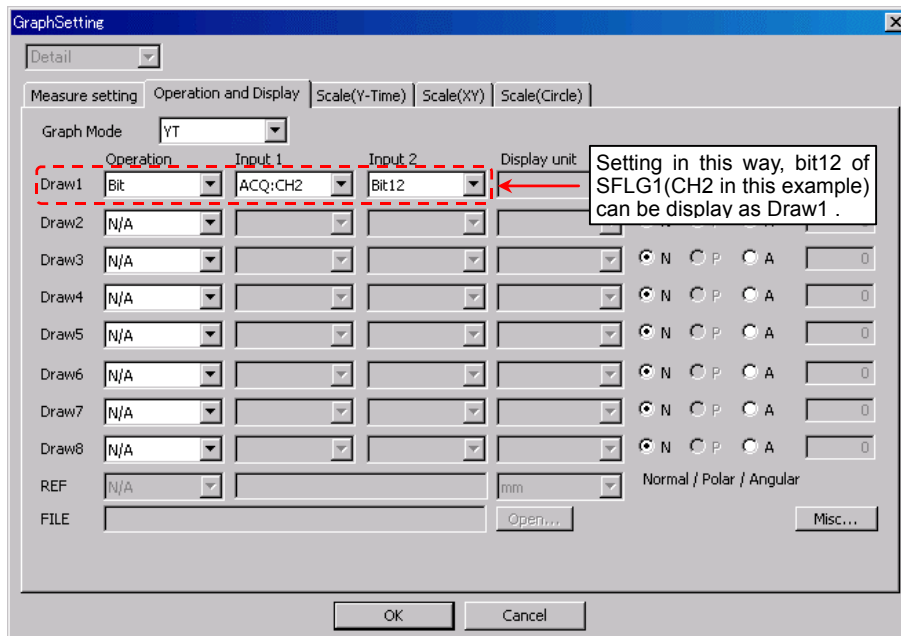 GraphSetting
Detail
Measure setting Operation and Display Scale(Y-Time) Scale(XY) Scale(Circle)
Graph Mode YT
Operation Input 1 Input 2 Display unit
Draw1 Bit ACQ:CH2 Bit12
Setting in this way, bit12 of
SFLG1(CH2 in this example)
can be display as Draw1 .
Draw2 N/A N P A 0
Draw3 N/A N P A 0
Draw4 N/A N P A 0
Draw5 N/A N P A 0
Draw6 N/A N P A 0
Draw7 N/A N P A 0
Draw8 N/A N P A 0
REF N/A mm Normal / Polar / Angular
FILE Open... Misc...
OK Cancel